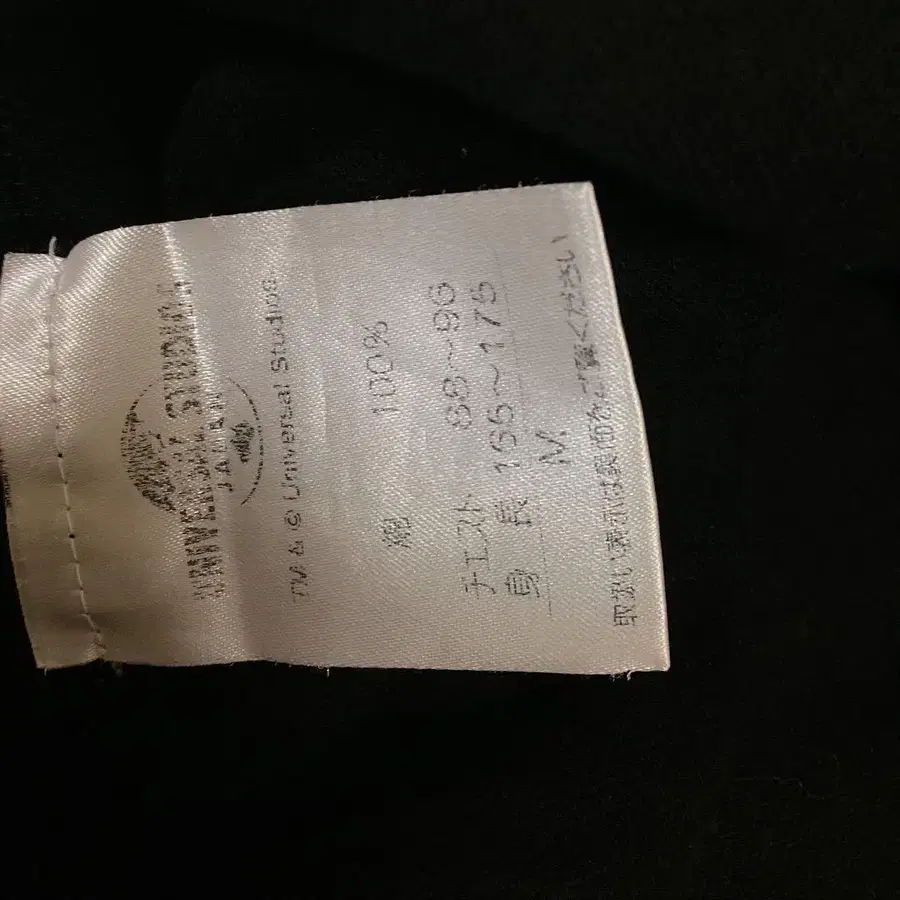 UNIVERSAL STUDIOS
JAPAN
TM & © Universal Studios
綿 100%
チェスト 88～96
身長 165～175
M
取扱い表示は裏面をご覧ください